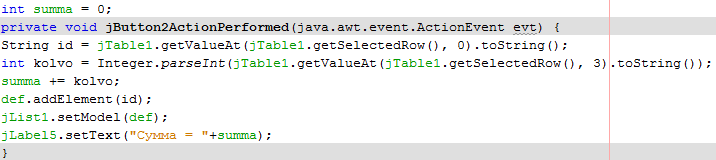 int summa = 0;
private void jButton2ActionPerformed(java.awt.event.ActionEvent evt) {
String id = jTable1.getValueAt(jTable1.getSelectedRow(), 0).toString();
int kolvo = Integer.parseInt(jTable1.getValueAt(jTable1.getSelectedRow(), 3).toString());
summa += kolvo;
def.addElement(id);
jList1.setModel(def);
jLabel5.setText("Сумма = "+summa);
}